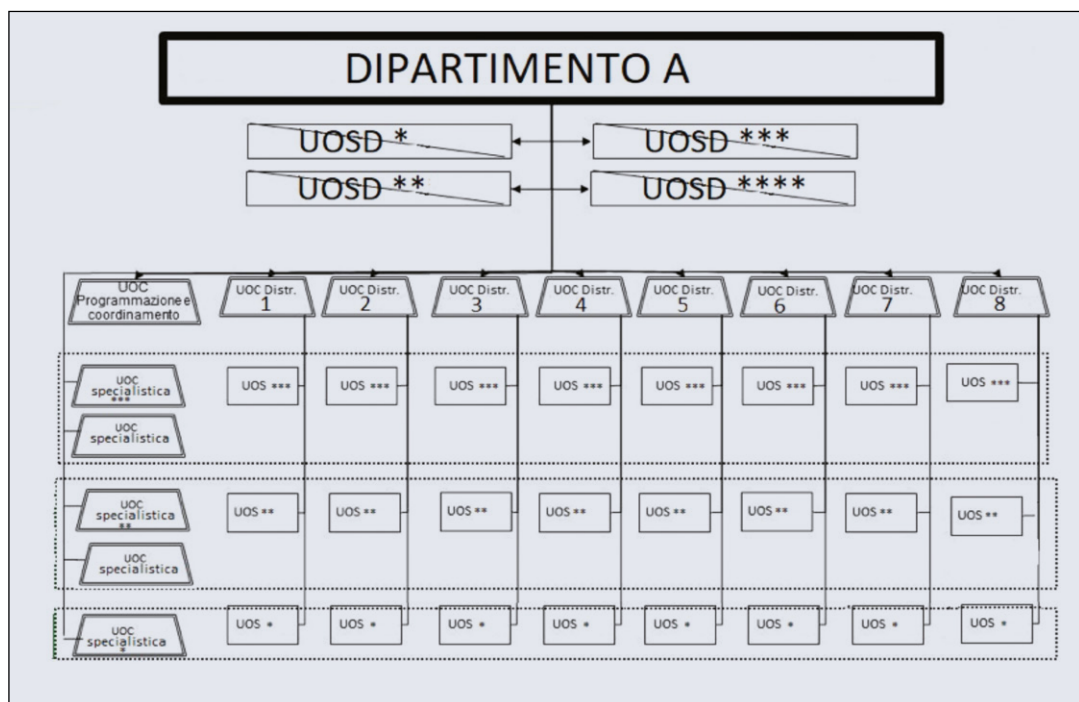 DIPARTIMENTO A
UOSD *
UOSD ***
UOSD **
UOSD ****
UOC
Programmazione e
coordinamento
UOC Distr.
1
UOC Distr.
2
UOC Distr.
3
UOC Distr.
4
UOC Distr.
5
UOC Distr.
6
UOC Distr.
7
UOC Distr.
8
UOC
specialistica
***
UOS ***
UOS ***
UOS ***
UOS ***
UOS ***
UOS ***
UOS ***
UOS ***
UOC
specialistica
UOC
specialistica
**
UOS **
UOS **
UOS **
UOS **
UOS **
UOS **
UOS **
UOS **
UOC
specialistica
UOC
specialistica
*
UOS *
UOS *
UOS *
UOS *
UOS *
UOS *
UOS *
UOS *